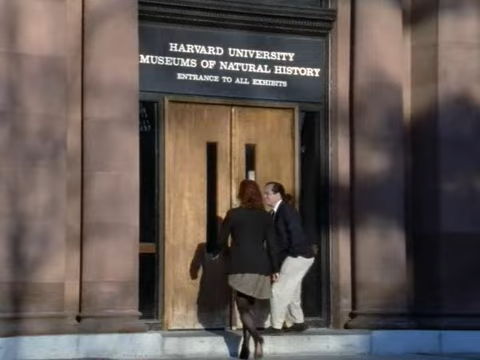 HARVARD UNIVERSITY
MUSEUMS OF NATURAL HISTORY
ENTRANCE TO ALL EXHIBITS